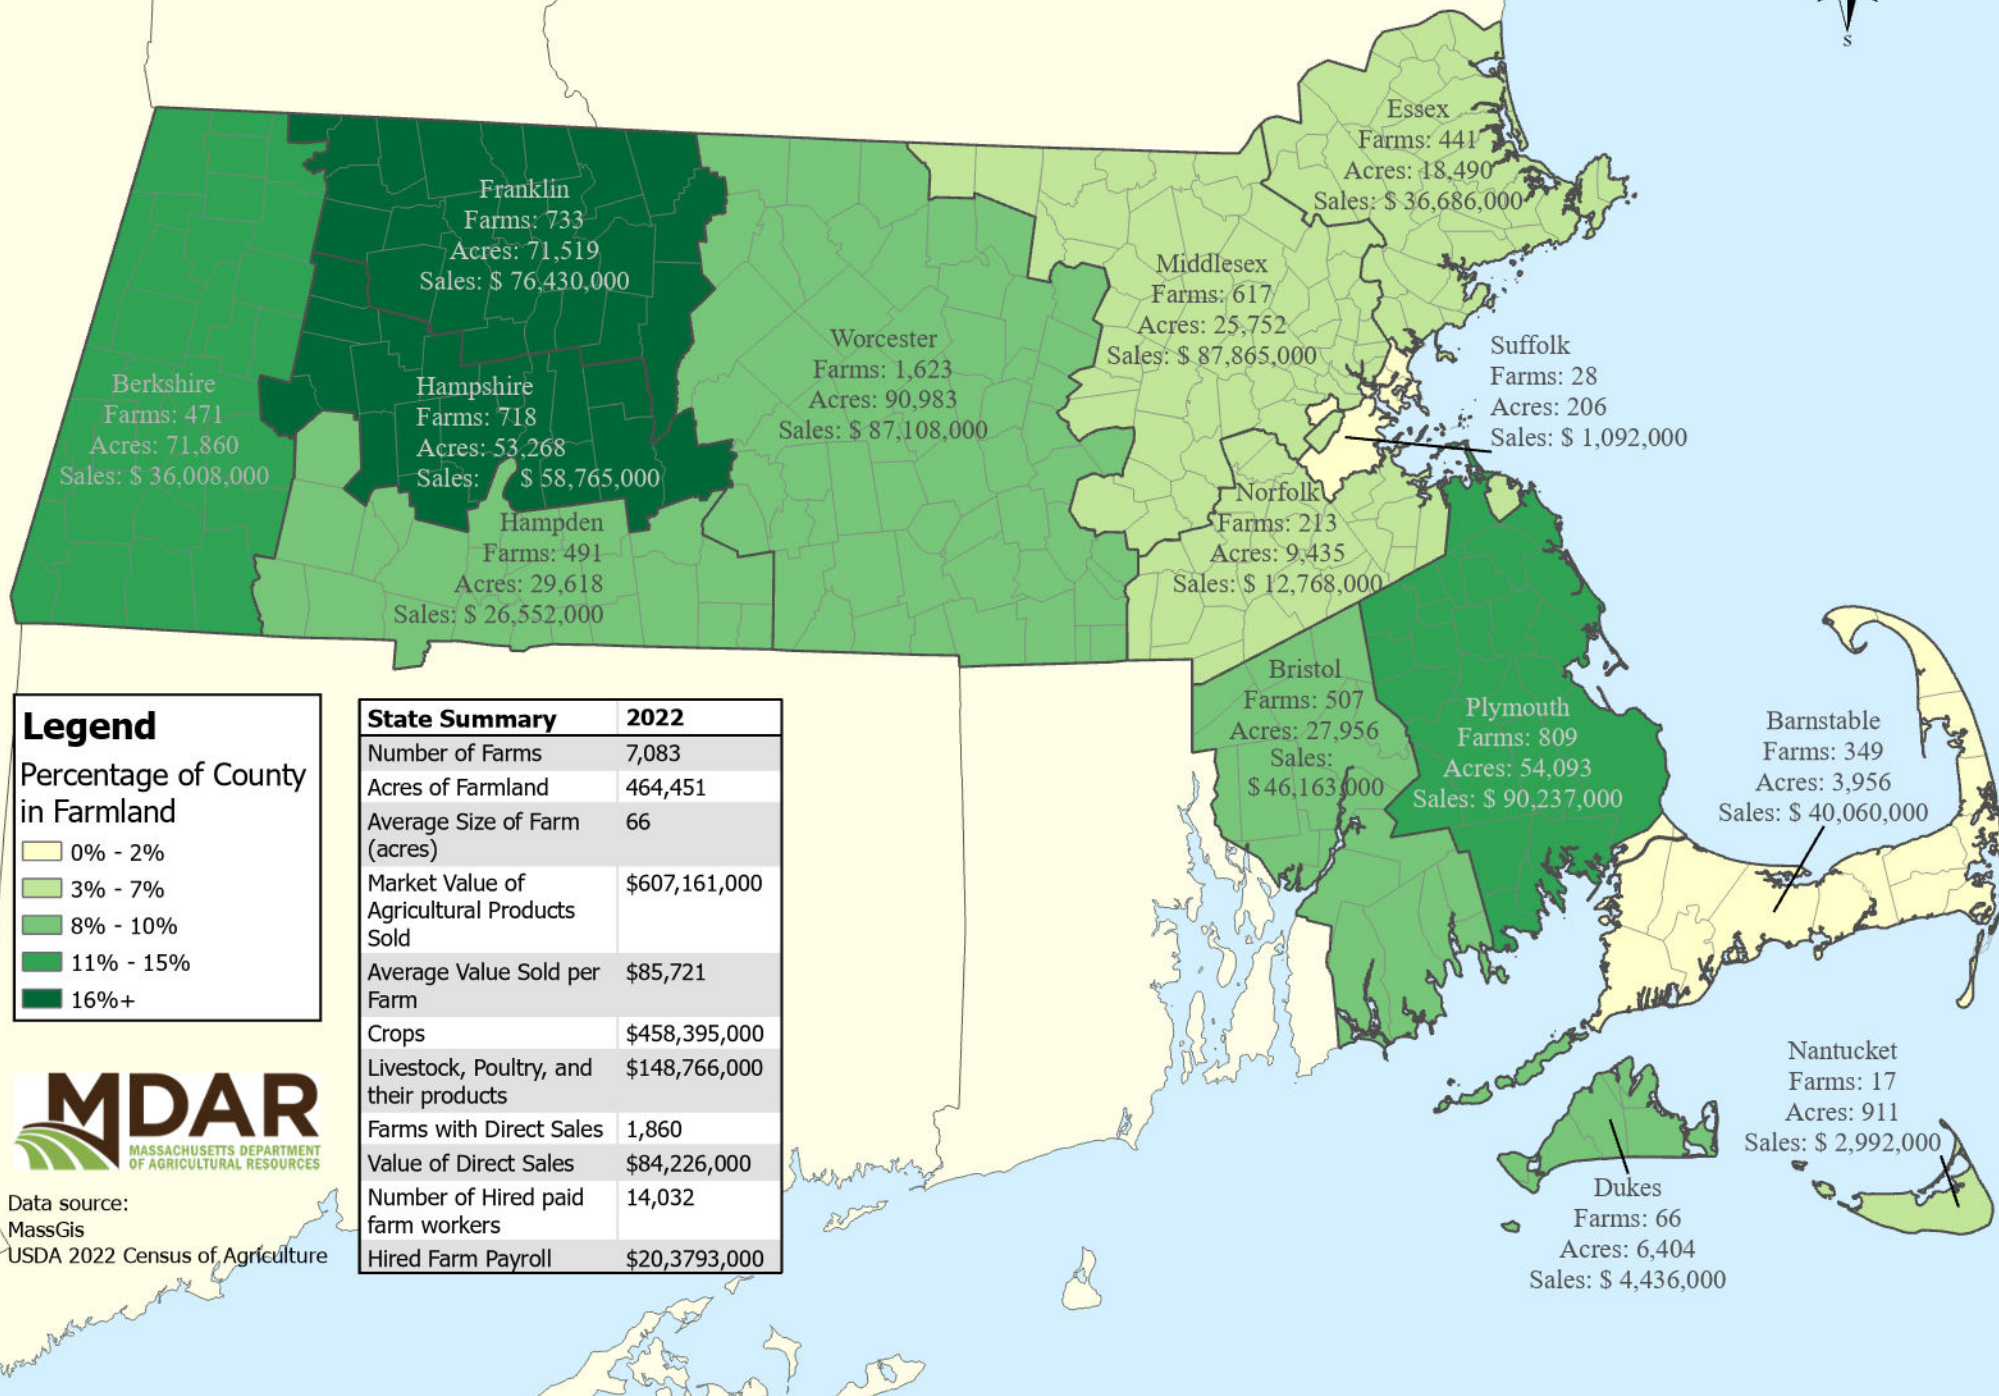 S
Essex
Farms: 441
Acres: 18,490
Sales: $ 36,686,000
Franklin
Farms: 733
Acres: 71,519
Sales: $ 76,430,000
Middlesex
Farms: 617
Acres: 25,752
Sales: $ 87,865,000
Worcester
Farms: 1,623
Acres: 90,983
Sales: $ 87,108,000
Suffolk
Farms: 28
Acres: 206
Sales: $ 1,092,000
Berkshire
Farms: 471
Acres: 71,860
Sales: $ 36,008,000
Hampshire
Farms: 718
Acres: 53,268
Sales: $ 58,765,000
Norfolk
Farms: 213
Acres: 9,435
Sales: $ 12,768,000
Hampden
Farms: 491
Acres: 29,618
Sales: $ 26,552,000
Bristol
Farms: 507
Acres: 27,956
Sales:
$ 46,163,000
Plymouth
Farms: 809
Acres: 54,093
Sales: $ 90,237,000
Barnstable
Farms: 349
Acres: 3,956
Sales: $ 40,060,000
Nantucket
Farms: 17
Acres: 911
Sales: $ 2,992,000
Dukes
Farms: 66
Acres: 6,404
Sales: $ 4,436,000
Legend
Percentage of County
in Farmland
0% - 2%
3% - 7%
8% - 10%
11% - 15%
16%+
State Summary 2022
Number of Farms 7,083
Acres of Farmland 464,451
Average Size of Farm 66
(acres)
Market Value of $607,161,000
Agricultural Products
Sold
Average Value Sold per $85,721
Farm
Crops $458,395,000
Livestock, Poultry, and $148,766,000
their products
Farms with Direct Sales 1,860
Value of Direct Sales $84,226,000
Number of Hired paid 14,032
farm workers
Hired Farm Payroll $20,3793,000
MDAR
MASSACHUSETTS DEPARTMENT
OF AGRICULTURAL RESOURCES
Data source:
MassGis
USDA 2022 Census of Agriculture